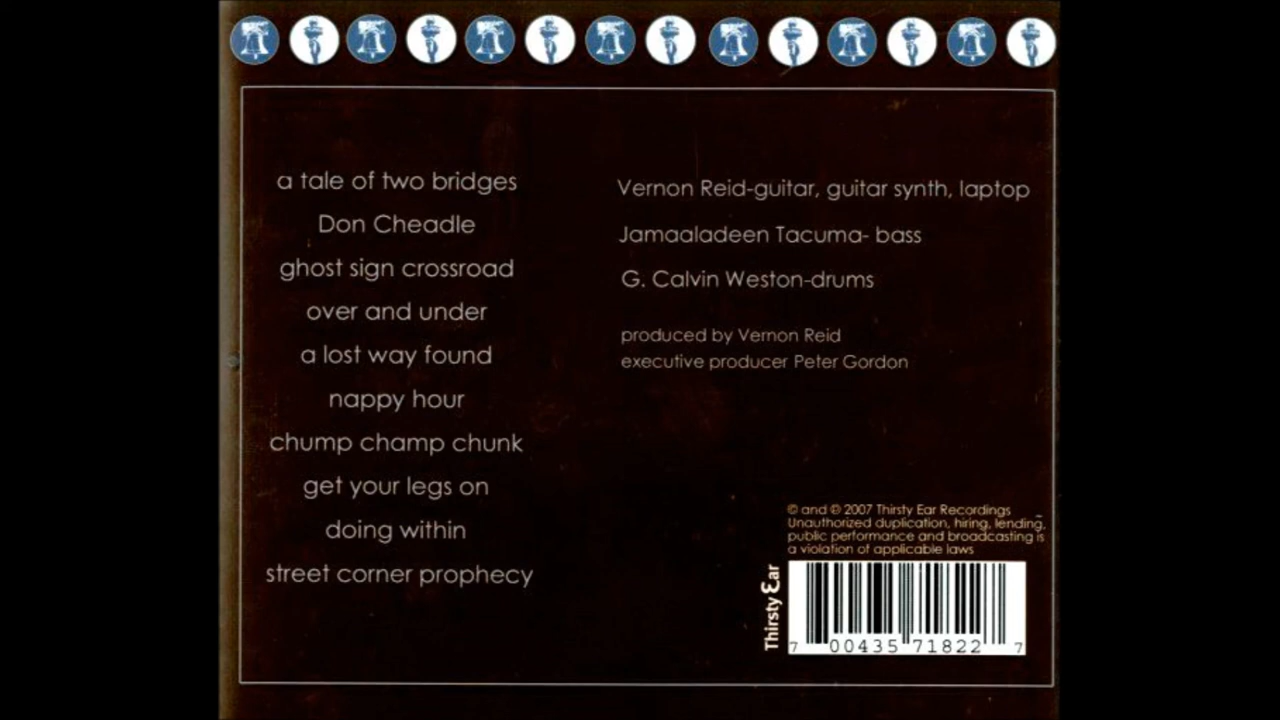 a tale of two bridges
Don Cheadle
ghost sign crossroad
over and under
a lost way found
nappy hour
chump champ chunk
get your legs on
doing within
street corner prophecy
Vernon Reid-guitar, guitar synth, laptop
Jamaaladeen Tacuma- bass
G. Calvin Weston-drums
produced by Vernon Reid
executive producer Peter Gordon
© and ℗ 2007 Thirsty Ear Recordings
Unauthorized duplication, hiring, lending,
public performance and broadcasting is
a violation of applicable laws
Thirsty Ear
7 00435 71822 7